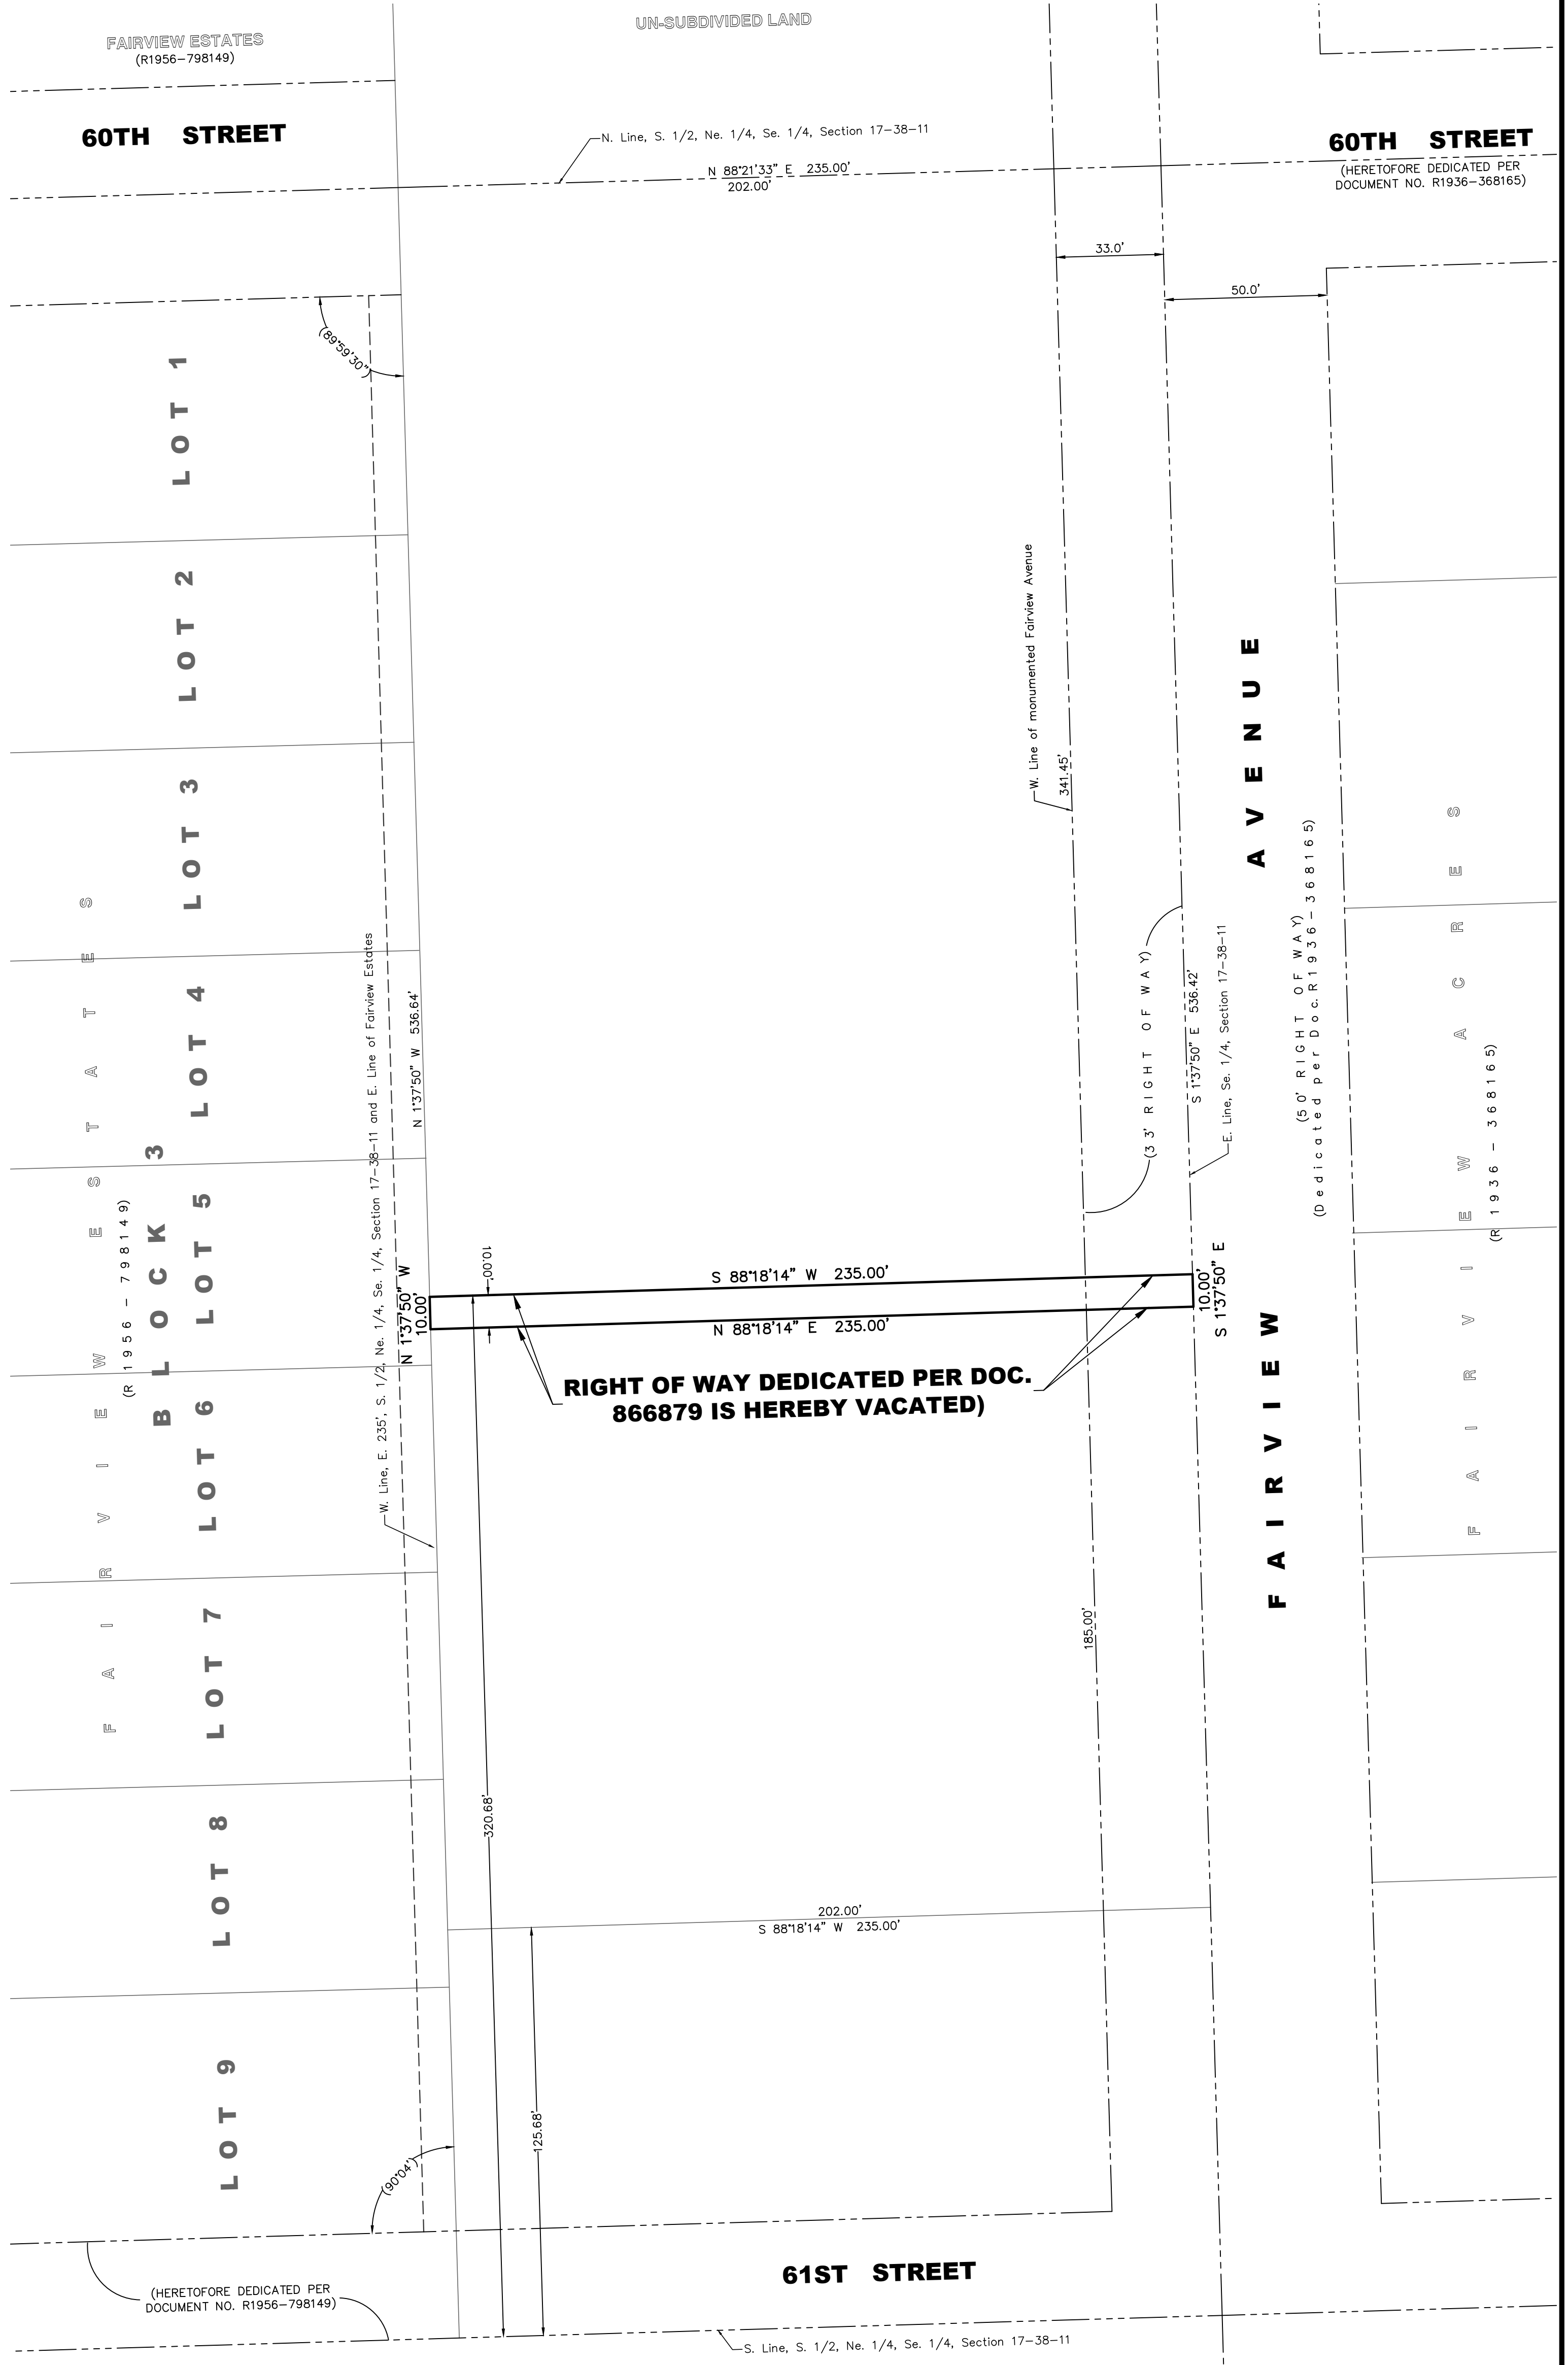 FAIRVIEW ESTATES
(R1956-798149)
UN-SUBDIVIDED LAND
60TH STREET
N. Line, S. 1/2, Ne. 1/4, Se. 1/4, Section 17-38-11
N 88°21'33" E 235.00'
202.00'
60TH STREET
(HERETOFORE DEDICATED PER
DOCUMENT NO. R1936-368165)
33.0'
50.0'
(89°59'30")
LOT 1
LOT 2
LOT 3
LOT 4
LOT 5
LOT 6
LOT 7
LOT 8
LOT 9
BLOCK 3
FAIRVIEW ESTATES
(R1956-798149)
W. Line, E. 235', S. 1/2, Ne. 1/4, Se. 1/4, Section 17-38-11 and E. Line of Fairview Estates
N 1°37'50" W 536.64'
W. Line of monumented Fairview Avenue
341.45'
(33' RIGHT OF WAY)
S 1°37'50" E 536.42'
E. Line, Se. 1/4, Section 17-38-11
FAIRVIEW AVENUE
(50' RIGHT OF WAY)
(Dedicated per Doc. R1936-368165)
FAIRVIEW ACRES
(R1936-368165)
N 1°37'50" W
10.00'
10.00'
S 88°18'14" W 235.00'
N 88°18'14" E 235.00'
10.00'
S 1°37'50" E
RIGHT OF WAY DEDICATED PER DOC.
866879 IS HEREBY VACATED)
185.00'
320.68'
202.00'
S 88°18'14" W 235.00'
125.68'
(90°04')
61ST STREET
(HERETOFORE DEDICATED PER
DOCUMENT NO. R1956-798149)
S. Line, S. 1/2, Ne. 1/4, Se. 1/4, Section 17-38-11